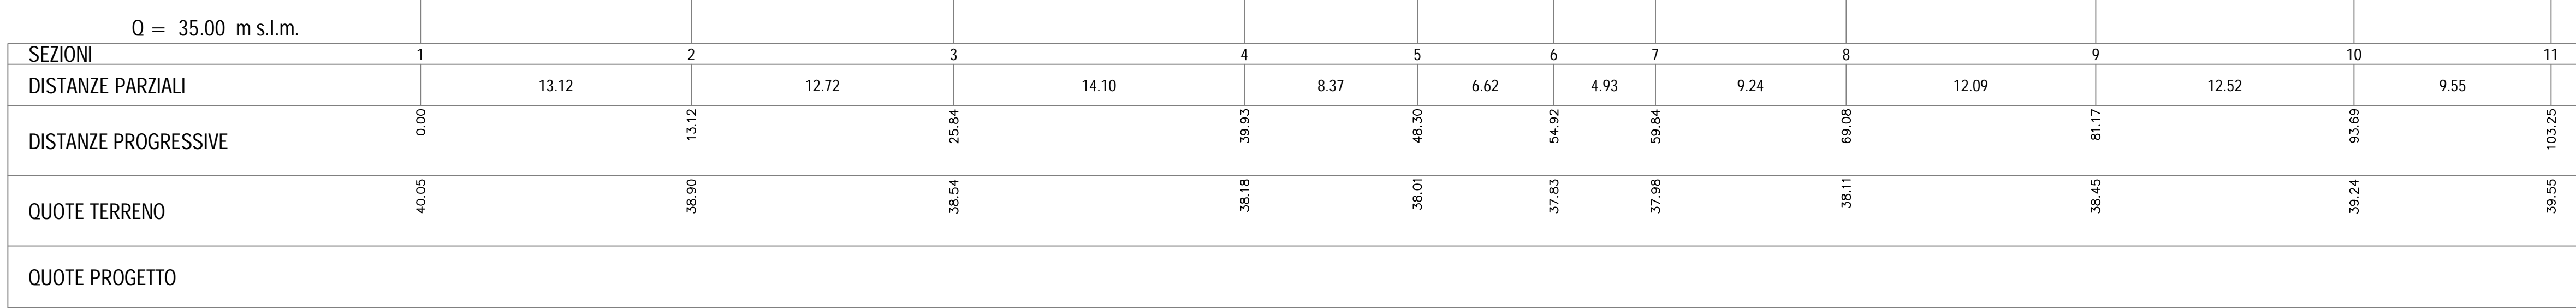 Q = 35.00 m s.l.m.
SEZIONI 1 2 3 4 5 6 7 8 9 10 11
DISTANZE PARZIALI 13.12 12.72 14.10 8.37 6.62 4.93 9.24 12.09 12.52 9.55
DISTANZE PROGRESSIVE 0.00 13.12 25.84 39.93 48.30 54.92 59.84 69.08 81.17 93.69 103.25
QUOTE TERRENO 40.05 38.90 38.54 38.18 38.01 37.83 37.98 38.11 38.45 39.24 39.55
QUOTE PROGETTO